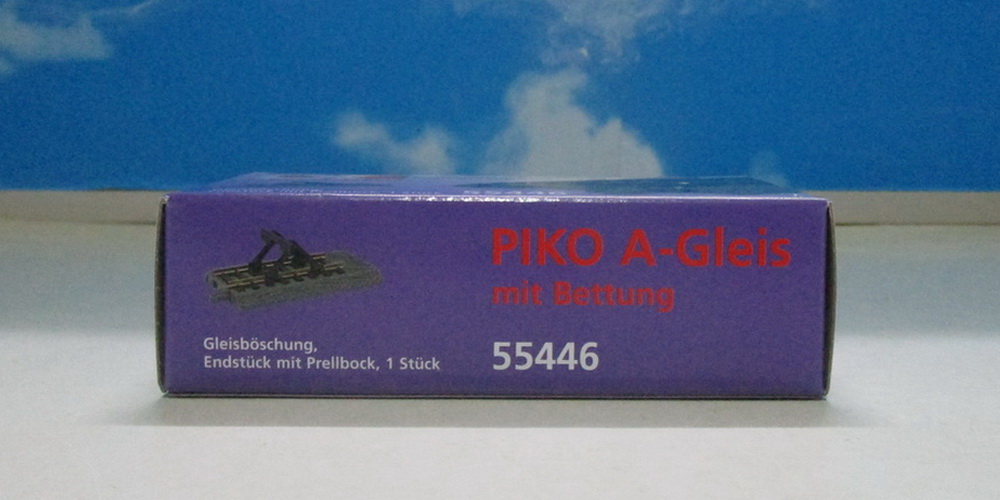 PIKO A-Gleis
mit Bettung
Gleisböschung,
Endstück mit Prellbock, 1 Stück
55446